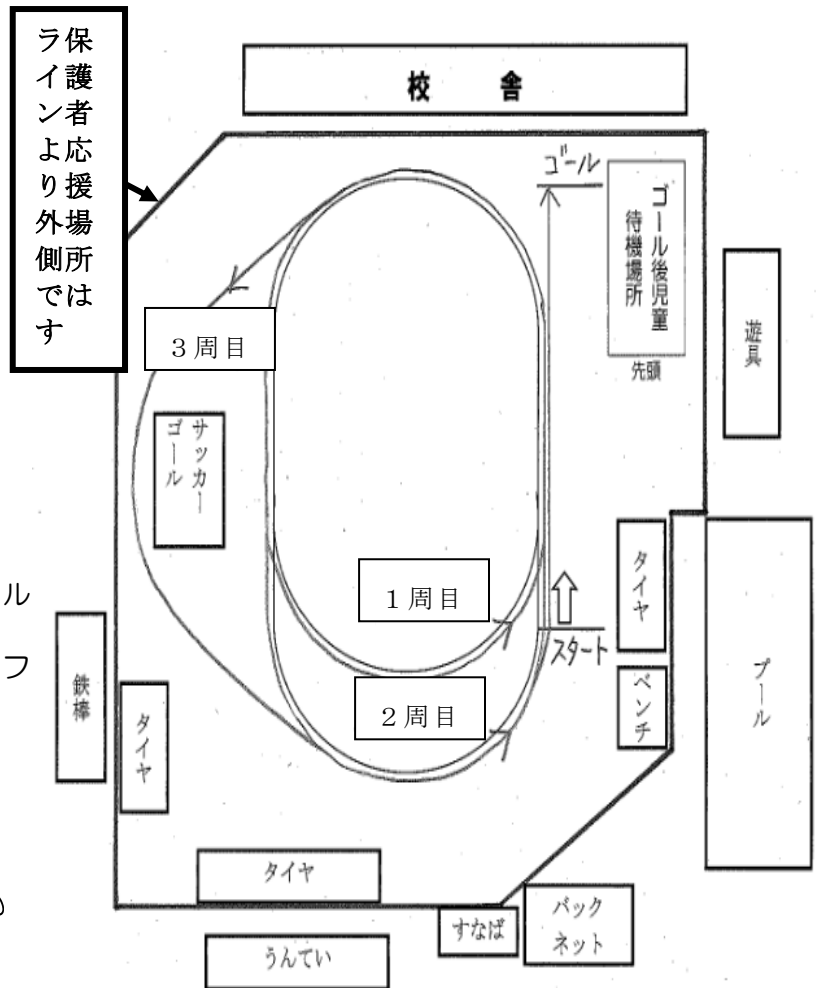 保護者応援場所は
ラインより外側です
校舎
ゴール
ゴール後児童
待機場所
先頭
遊具
3周目
サッカー
ゴール
1周目
タイヤ
スタート
ル
フ
鉄棒
タイヤ
2周目
ベンチ
プール
タイヤ
すなば
バック
ネット
うんてい